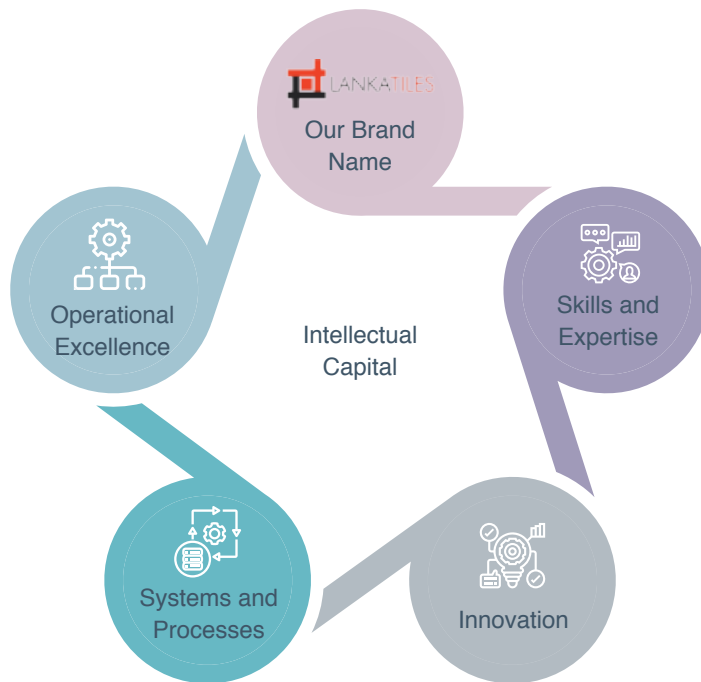 LANKATILES
Our Brand
Name
Skills and
Expertise
Innovation
Systems and
Processes
Operational
Excellence
Intellectual
Capital